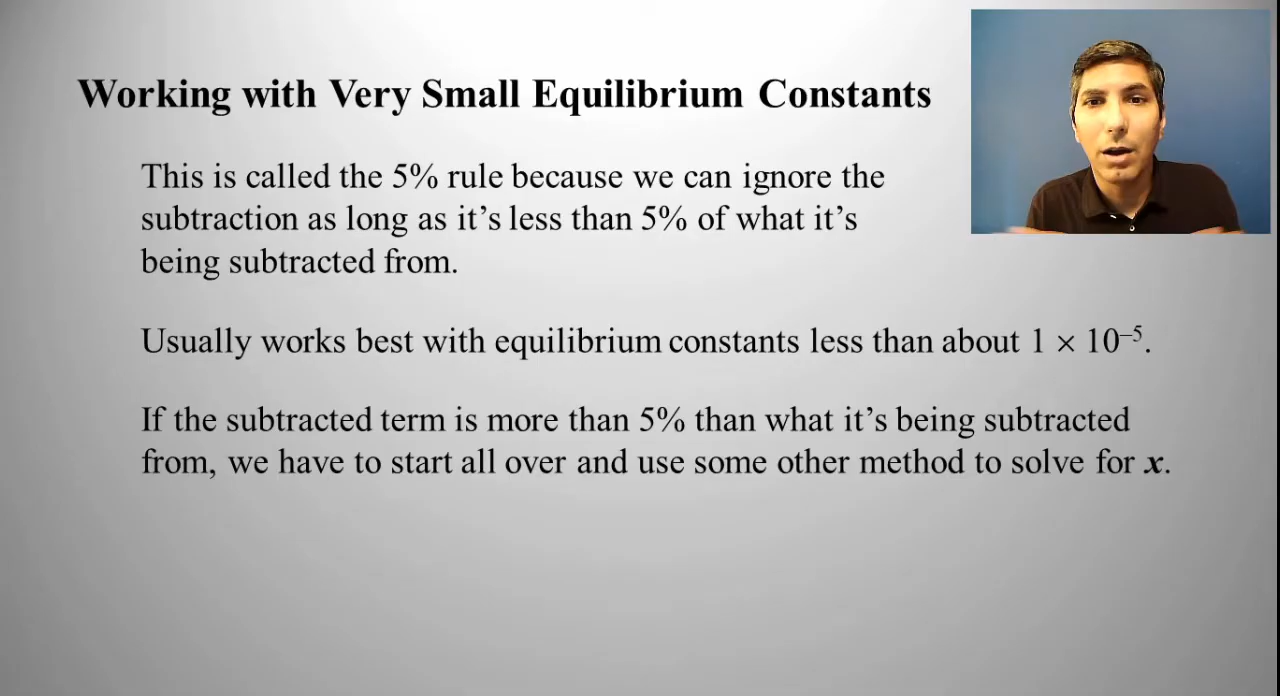 Working with Very Small Equilibrium Constants
This is called the 5% rule because we can ignore the
subtraction as long as it’s less than 5% of what it’s
being subtracted from.
Usually works best with equilibrium constants less than about 1 × 10⁻⁵.
If the subtracted term is more than 5% than what it’s being subtracted
from, we have to start all over and use some other method to solve for x.